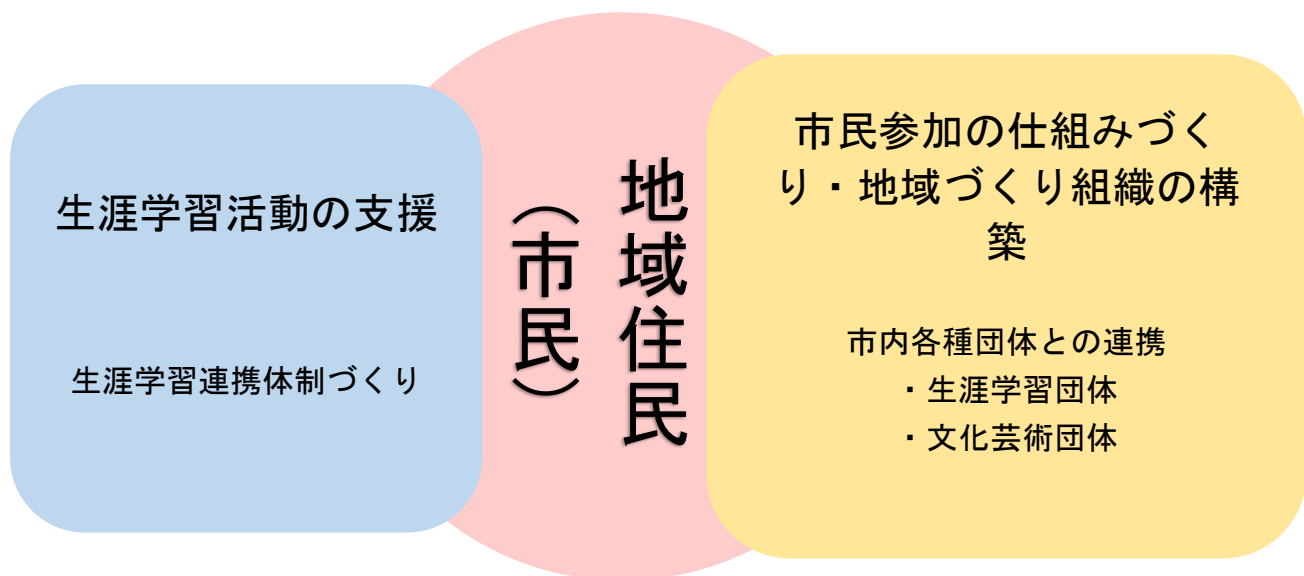 生涯学習活動の支援
生涯学習連携体制づくり
地域住民
（市民）
市民参加の仕組みづく
り・地域づくり組織の構
築
市内各種団体との連携
・生涯学習団体
・文化芸術団体